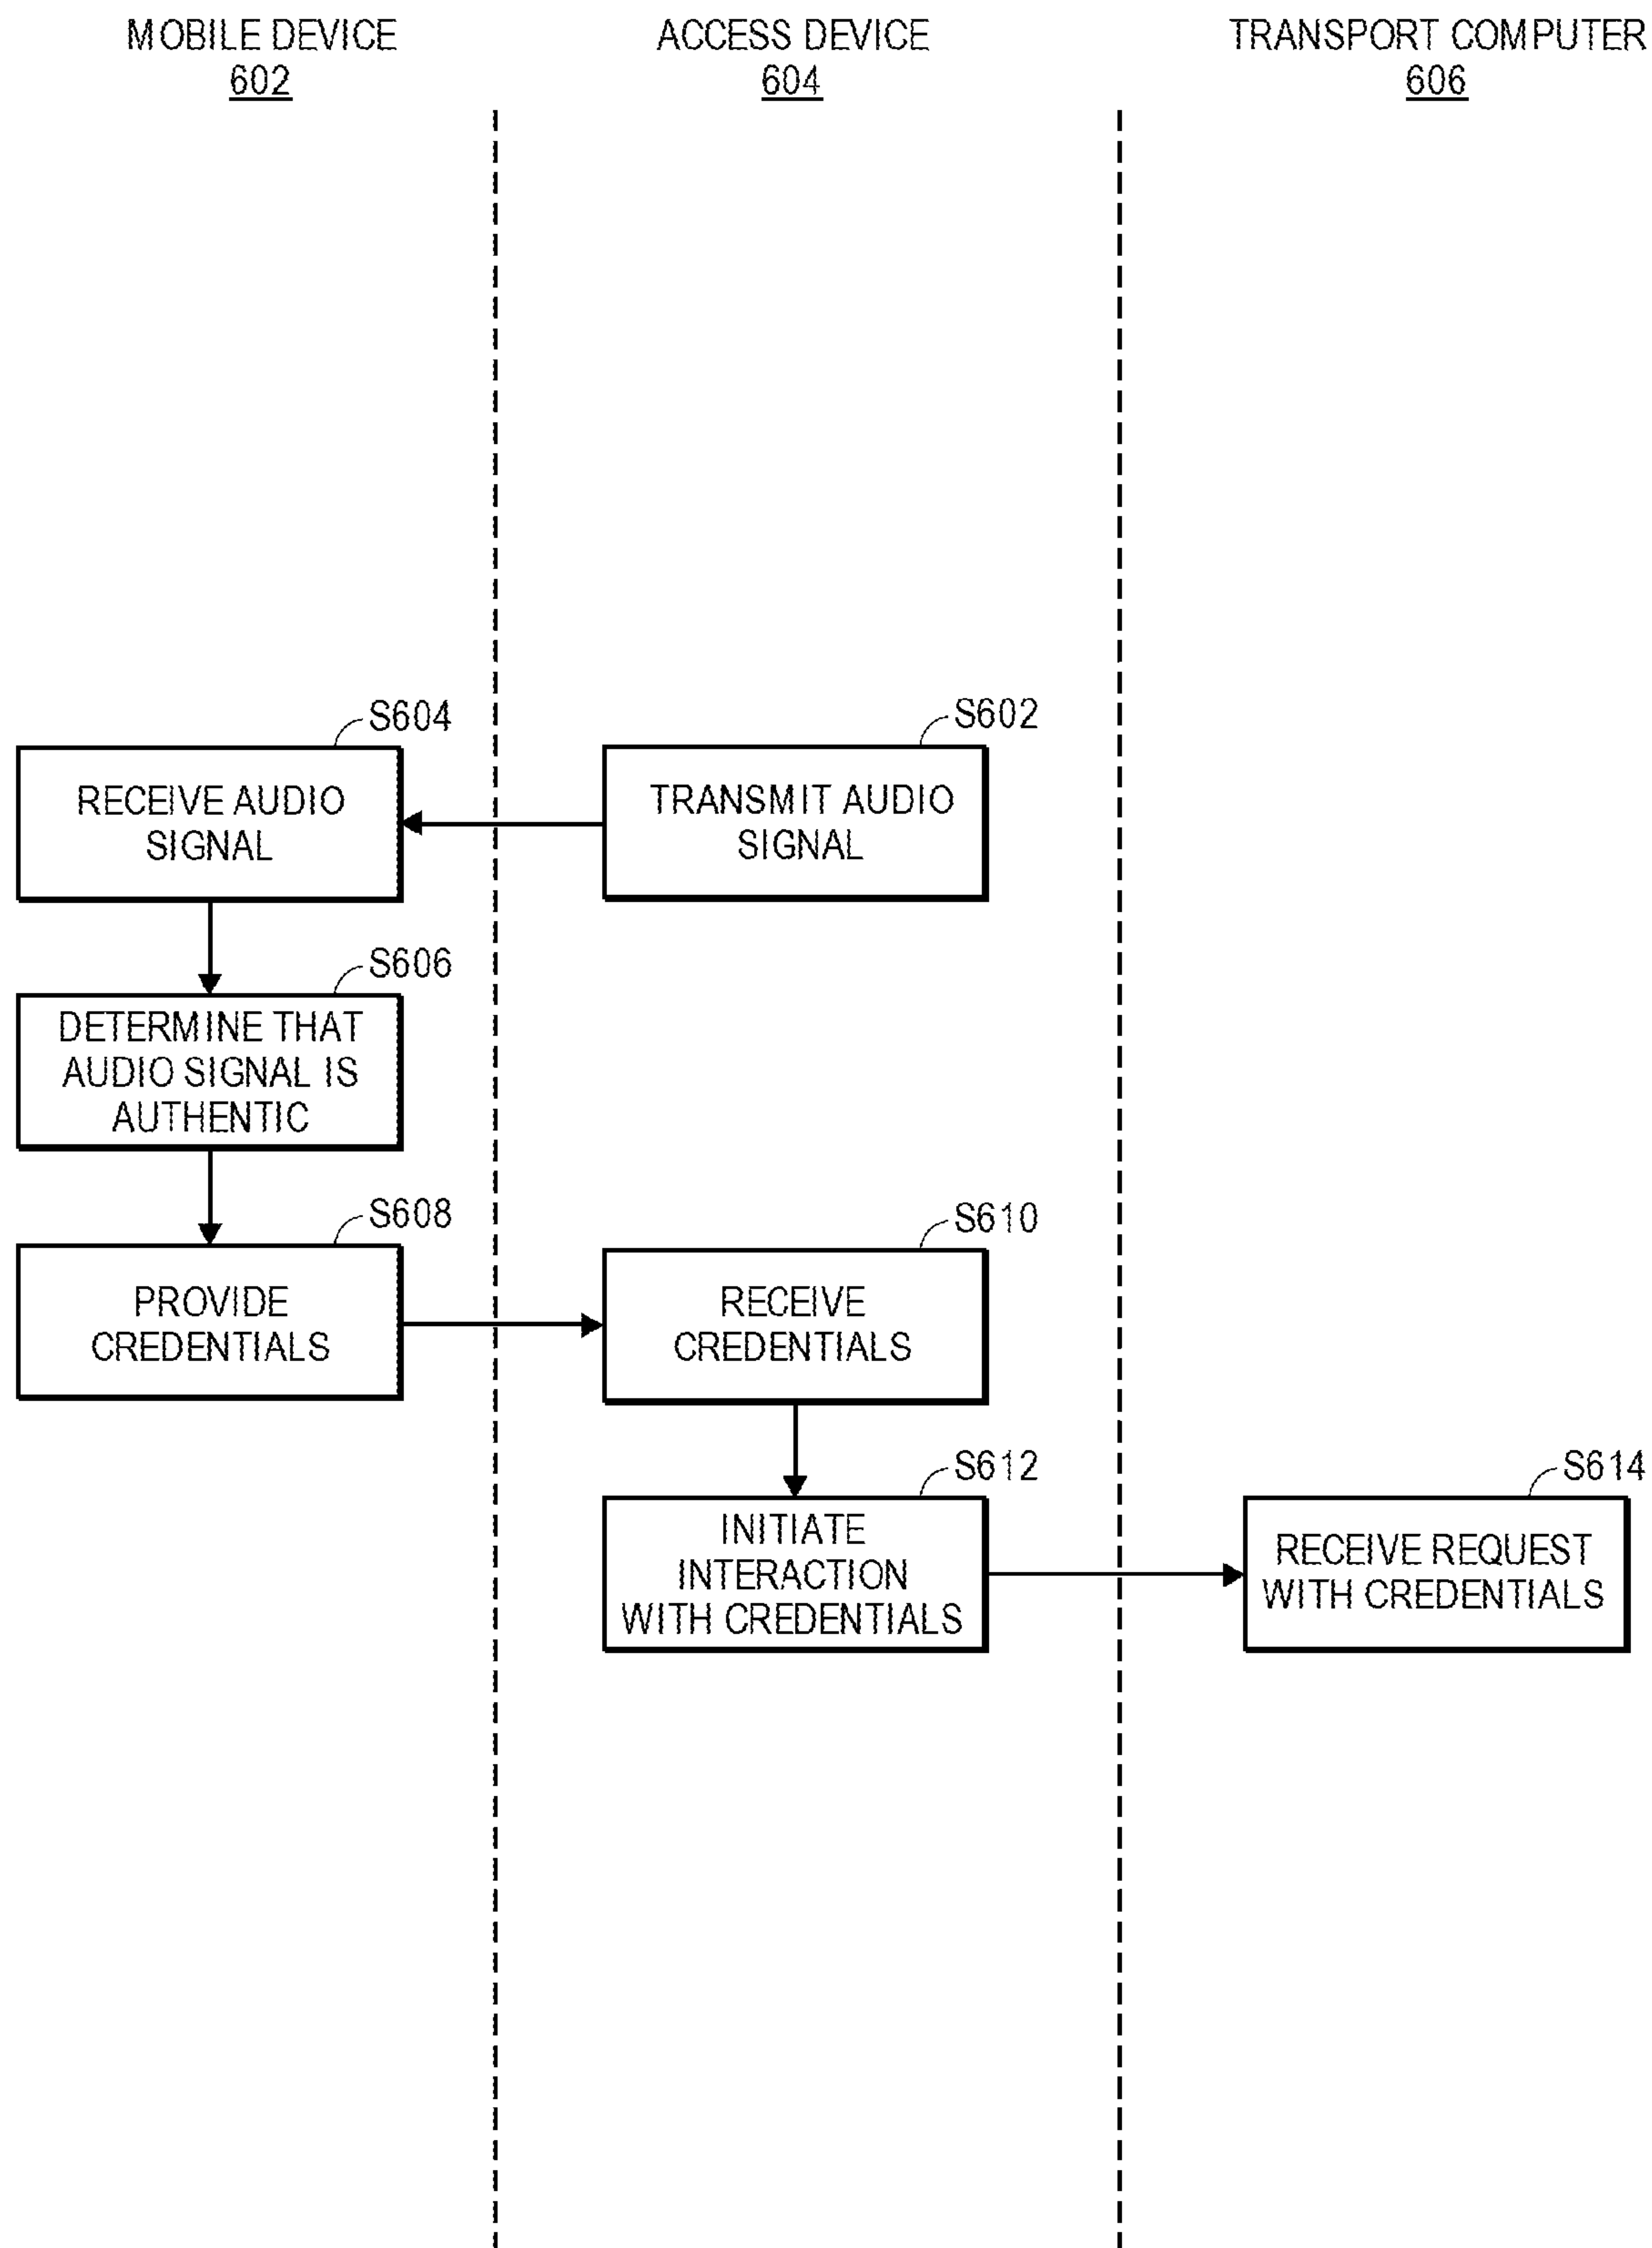 MOBILE DEVICE
602
ACCESS DEVICE
604
TRANSPORT COMPUTER
606
S604
RECEIVE AUDIO
SIGNAL
S602
TRANSMIT AUDIO
SIGNAL
S606
DETERMINE THAT
AUDIO SIGNAL IS
AUTHENTIC
S608
PROVIDE
CREDENTIALS
S610
RECEIVE
CREDENTIALS
S612
INITIATE
INTERACTION
WITH CREDENTIALS
S614
RECEIVE REQUEST
WITH CREDENTIALS